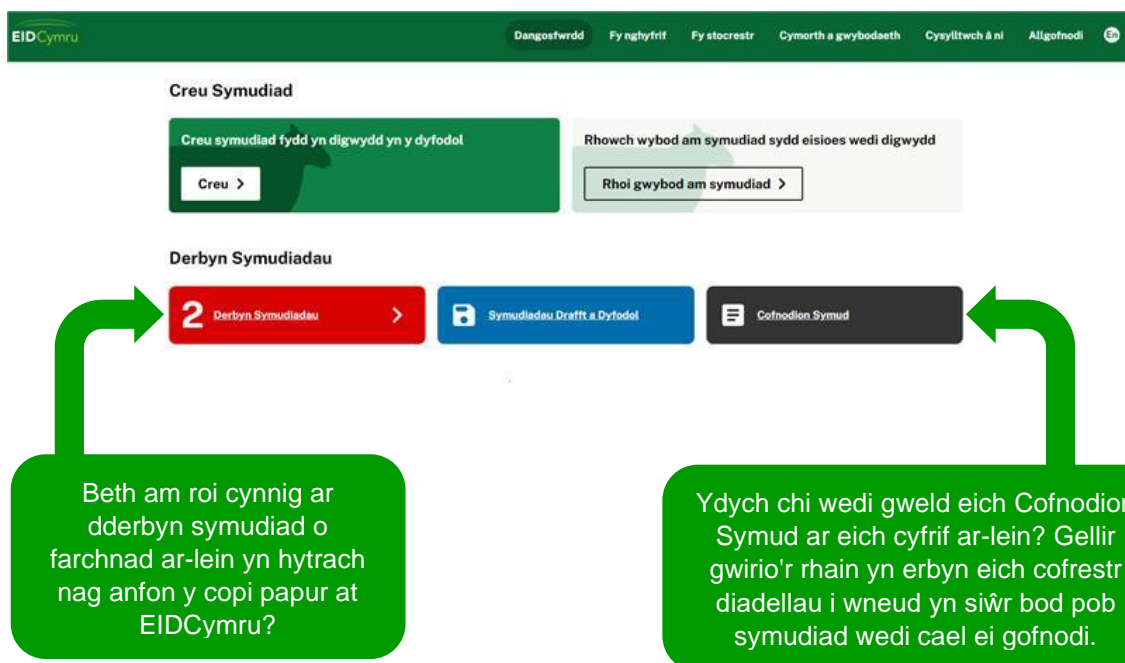 EIDCymru
Dangosfwrdd Fy nghyfrif Fy stocrestr Cymorth a gwybodaeth Cysylltwch â ni Allgofnodi En
Creu Symudiad
Creu symudiad fydd yn digwydd yn y dyfodol
Creu >
Rhowch wybod am symudiad sydd eisioes wedi digwydd
Rhoi gwybod am symudiad >
Derbyn Symudiadau
2 Derbyn Symudiadau >
Symudiadau Drafft a Dyfodol
Cofnodion Symud
Beth am roi cynnig ar
dderbyn symudiad o
farchnad ar-lein yn hytrach
nag anfon y copi papur at
EIDCymru?
Ydych chi wedi gweld eich Cofnodion
Symud ar eich cyfrif ar-lein? Gellir
gwirio'r rhain yn erbyn eich cofrestr
diadellau i wneud yn siŵr bod pob
symudiad wedi cael ei gofnodi.